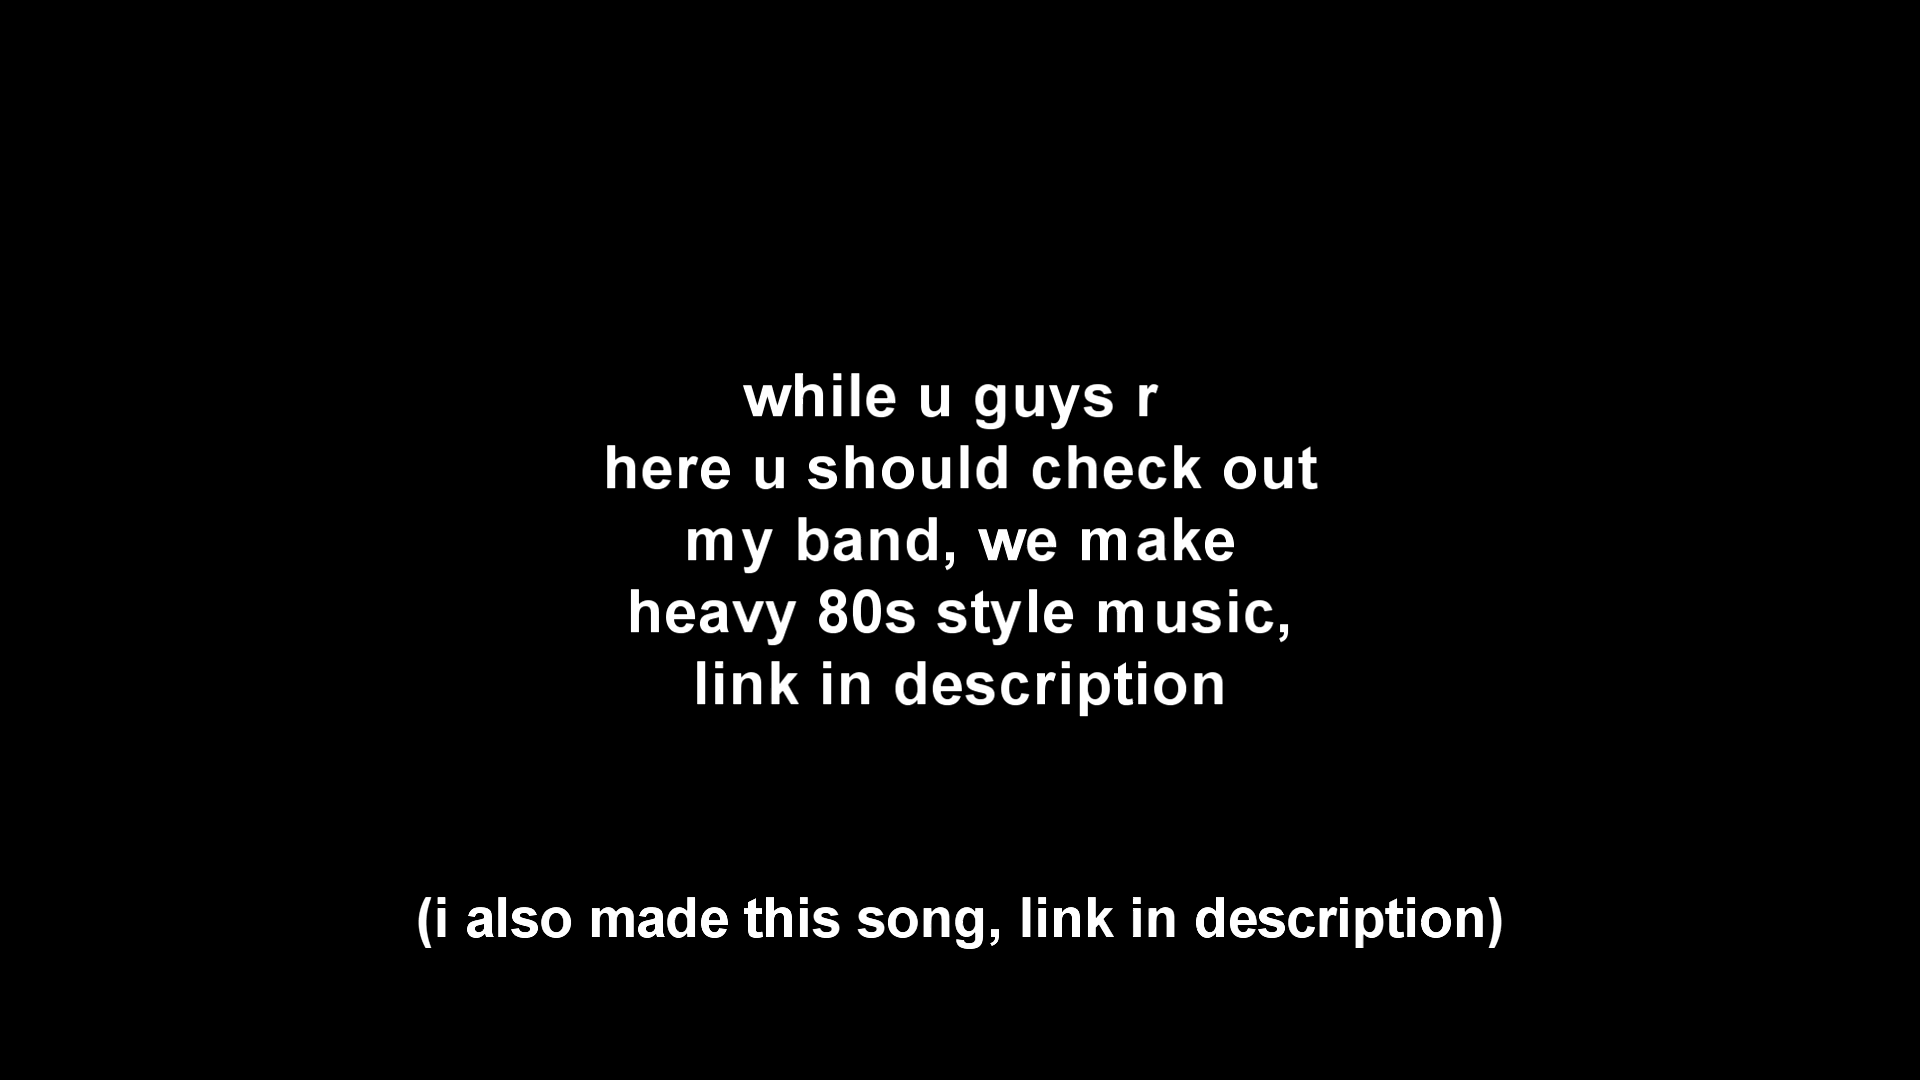 while u guys r
here u should check out
my band, we make
heavy 80s style music,
link in description
(i also made this song, link in description)